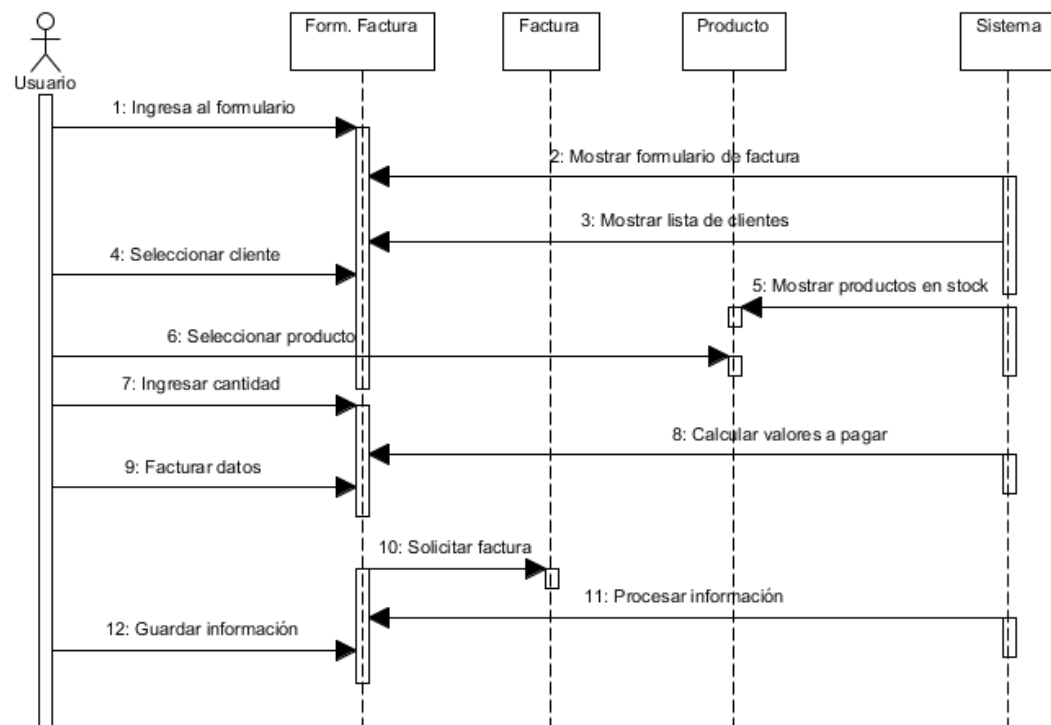 Form. Factura
Factura
Producto
Sistema
Usuario
1: Ingresa al formulario
2: Mostrar formulario de factura
3: Mostrar lista de clientes
4: Seleccionar cliente
5: Mostrar productos en stock
6: Seleccionar producto
7: Ingresar cantidad
8: Calcular valores a pagar
9: Facturar datos
10: Solicitar factura
11: Procesar información
12: Guardar información